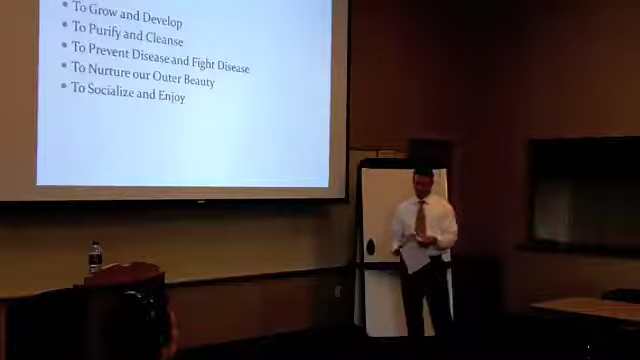 • To Grow and Develop
• To Purify and Cleanse
• To Prevent Disease and Fight Disease
• To Nurture our Outer Beauty
• To Socialize and Enjoy